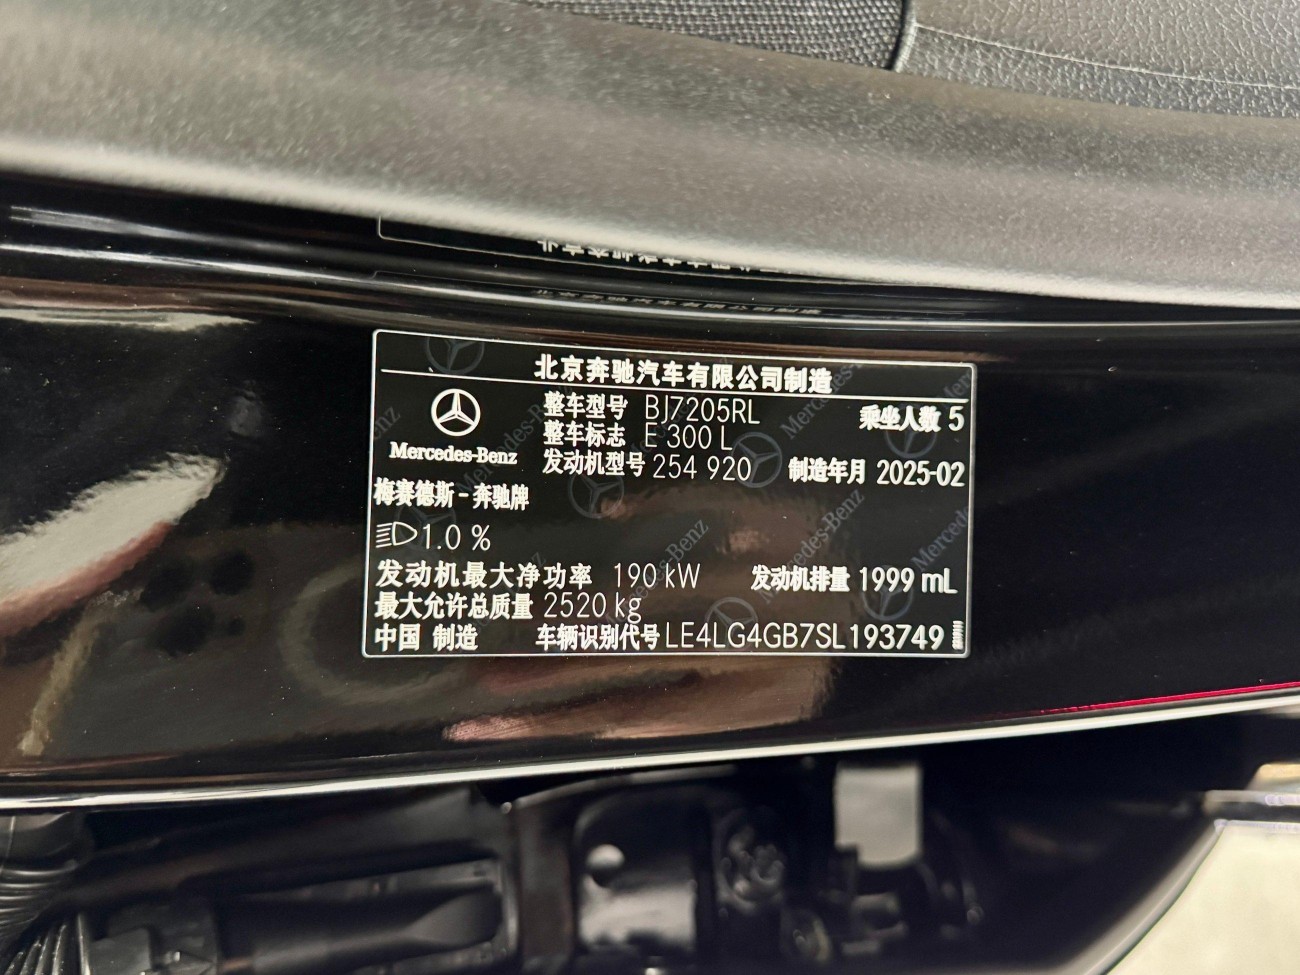 北京奔驰汽车有限公司制造
整车型号 BJ7205RL 乘坐人数 5
整车标志 E 300 L
Mercedes-Benz 发动机型号 254 920 制造年月 2025-02
梅赛德斯-奔驰牌
1.0 %
发动机最大净功率 190 kW 发动机排量 1999 mL
最大允许总质量 2520 kg
中国 制造 车辆识别代号 LE4LG4GB7SL193749